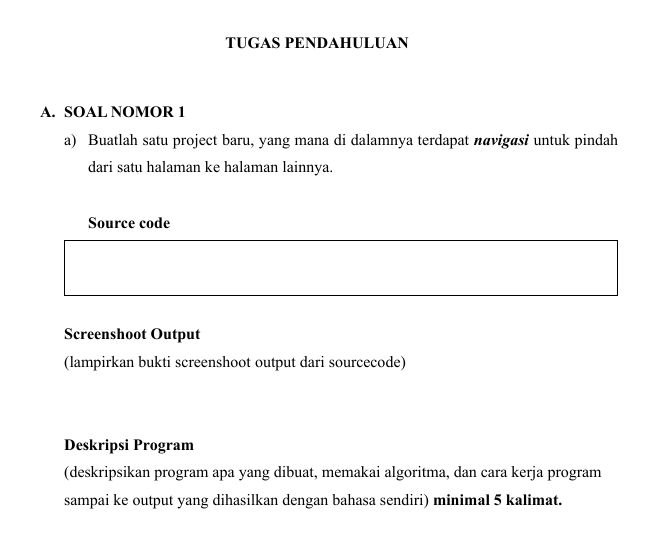 TUGAS PENDAHULUAN
A. SOAL NOMOR 1
a) Buatlah satu project baru, yang mana di dalamnya terdapat navigasi untuk pindah
dari satu halaman ke halaman lainnya.
Source code
Screenshoot Output
(lampirkan bukti screenshoot output dari sourcecode)
Deskripsi Program
(deskripsikan program apa yang dibuat, memakai algoritma, dan cara kerja program
sampai ke output yang dihasilkan dengan bahasa sendiri) minimal 5 kalimat.